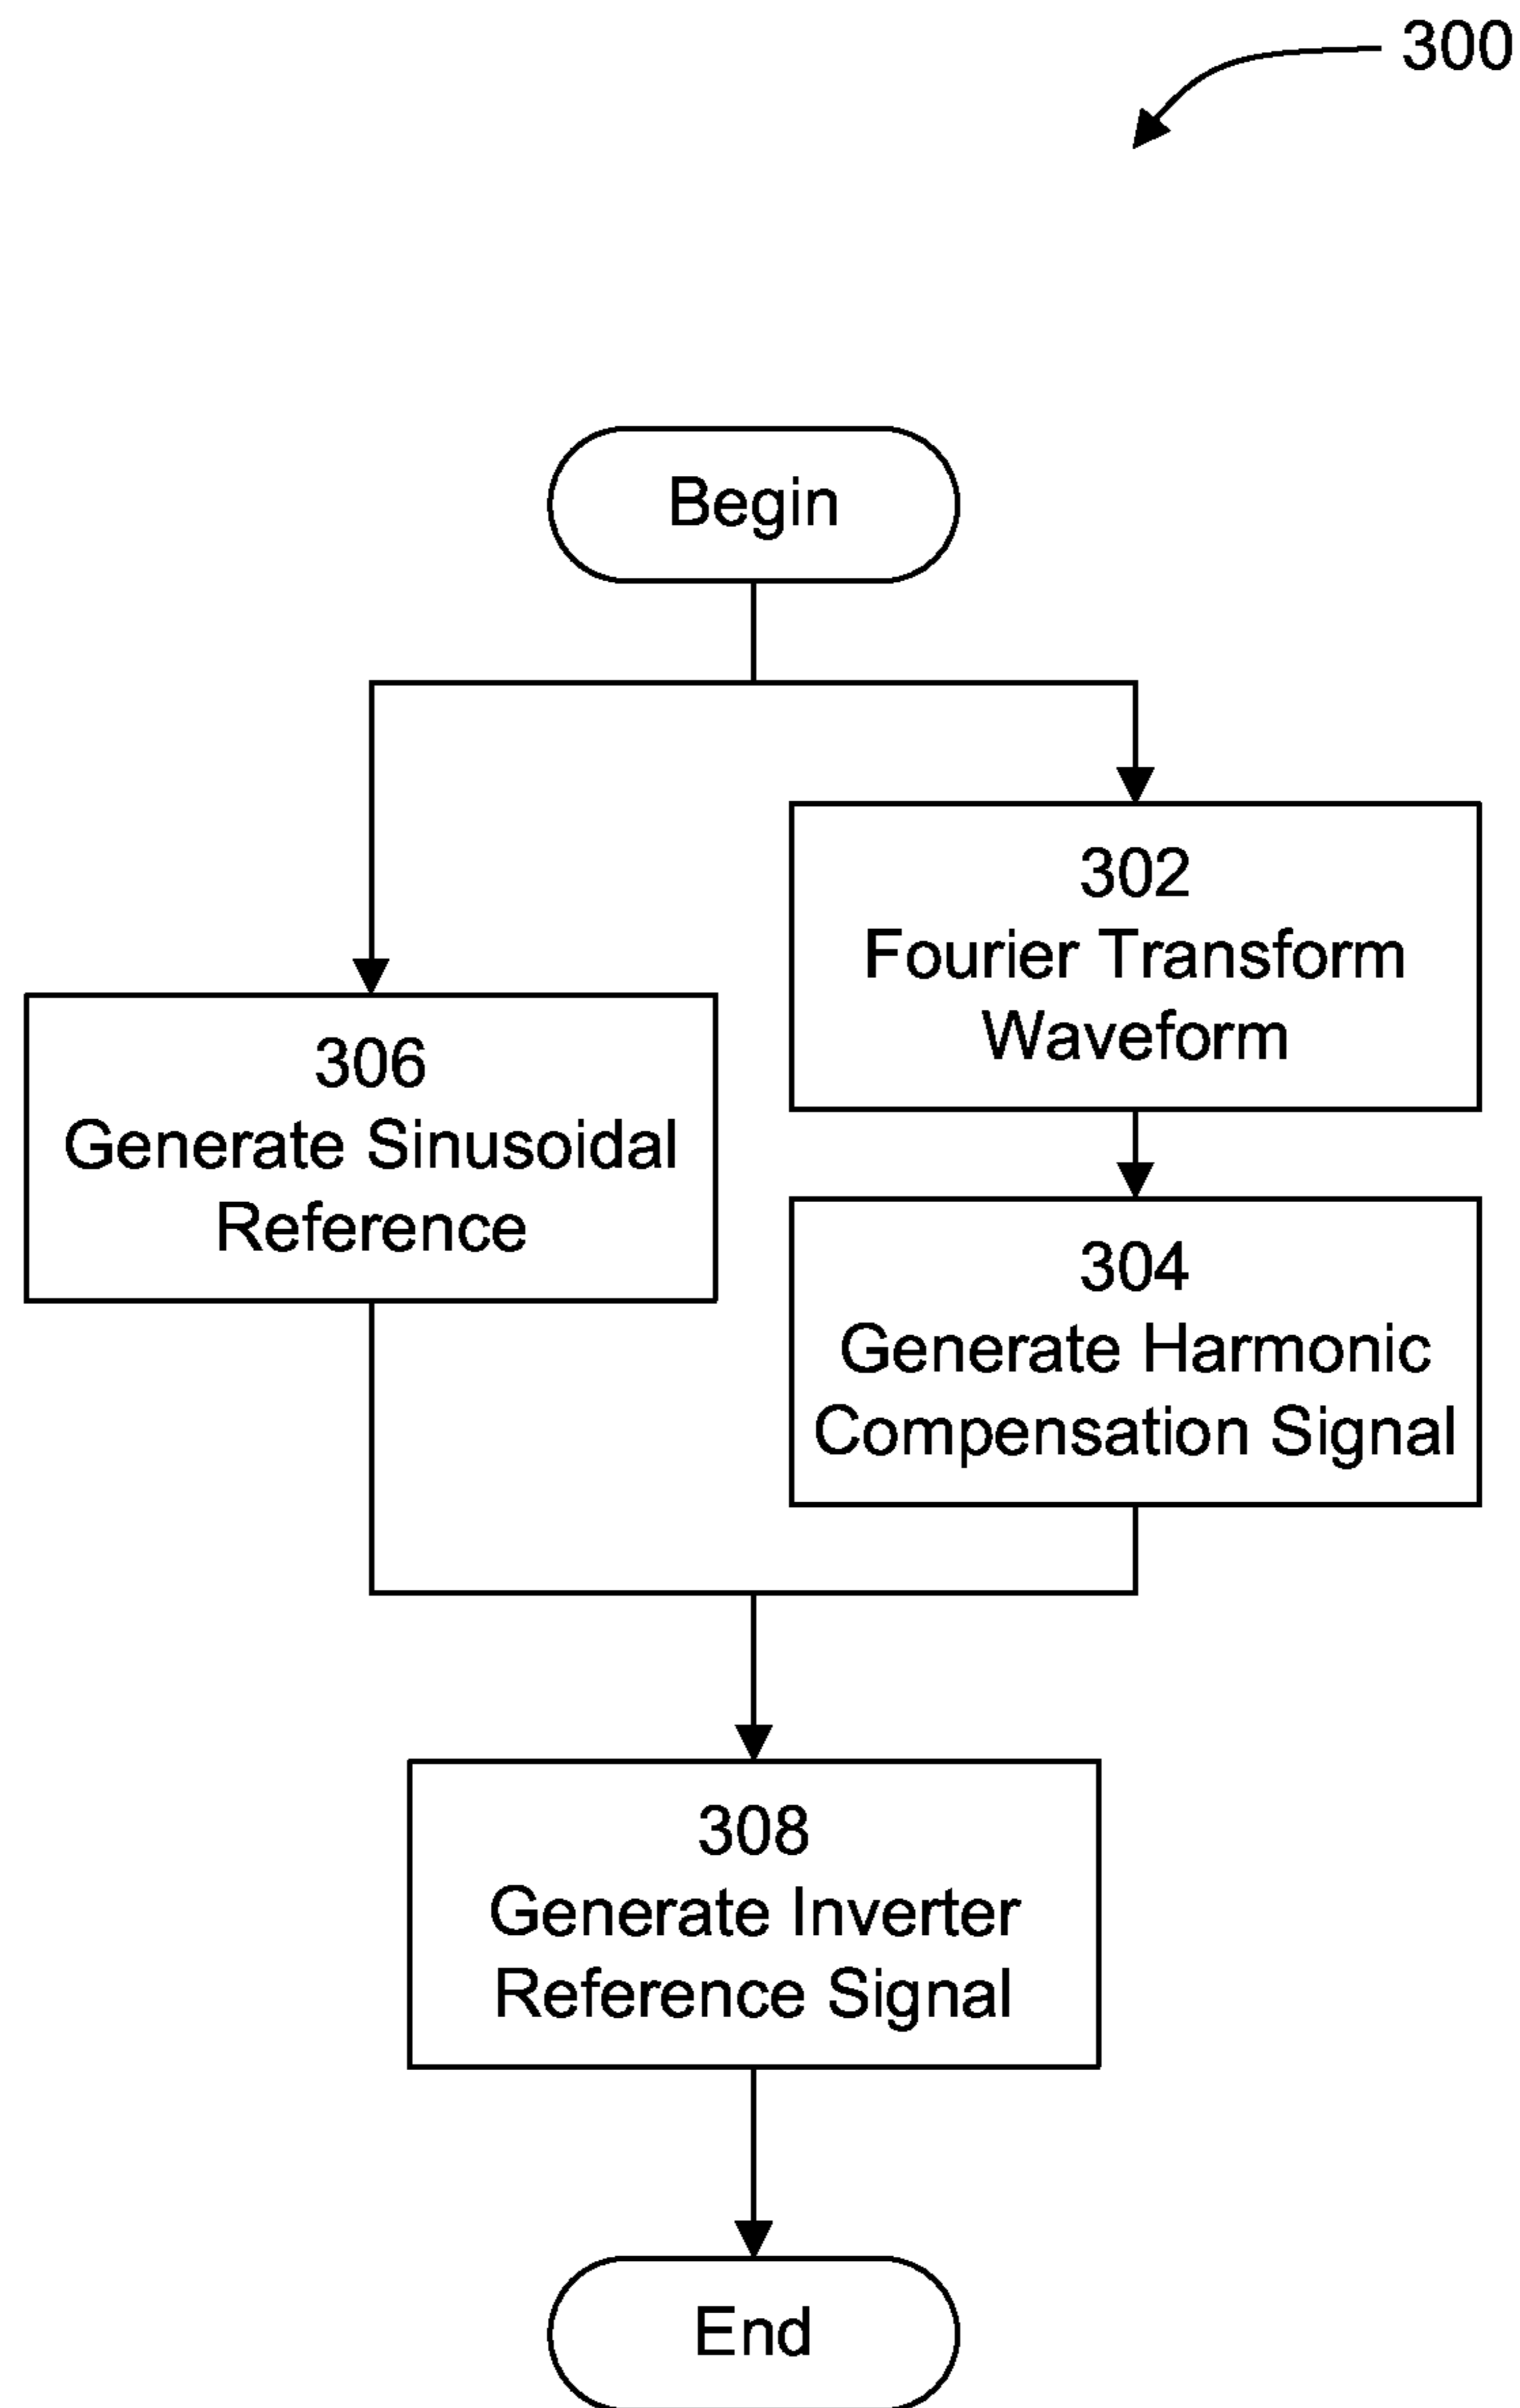 300
Begin
302
Fourier Transform
Waveform
306
Generate Sinusoidal
Reference
304
Generate Harmonic
Compensation Signal
308
Generate Inverter
Reference Signal
End